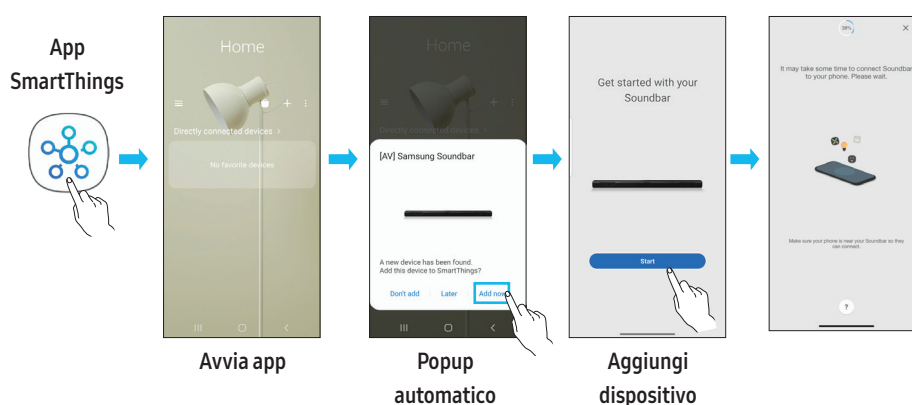 App
SmartThings
Home
Directly connected devices >
No favorite devices
Avvia app
Home
Directly connected devices >
[AV] Samsung Soundbar
A new device has been found.
Add this device to SmartThings?
Don't add
Later
Add now
Popup
automatico
Get started with your
Soundbar
Start
Aggiungi
dispositivo
38%
It may take some time to connect Soundbar
to your phone. Please wait.
Make sure your phone is near your Soundbar so they
can connect.
?